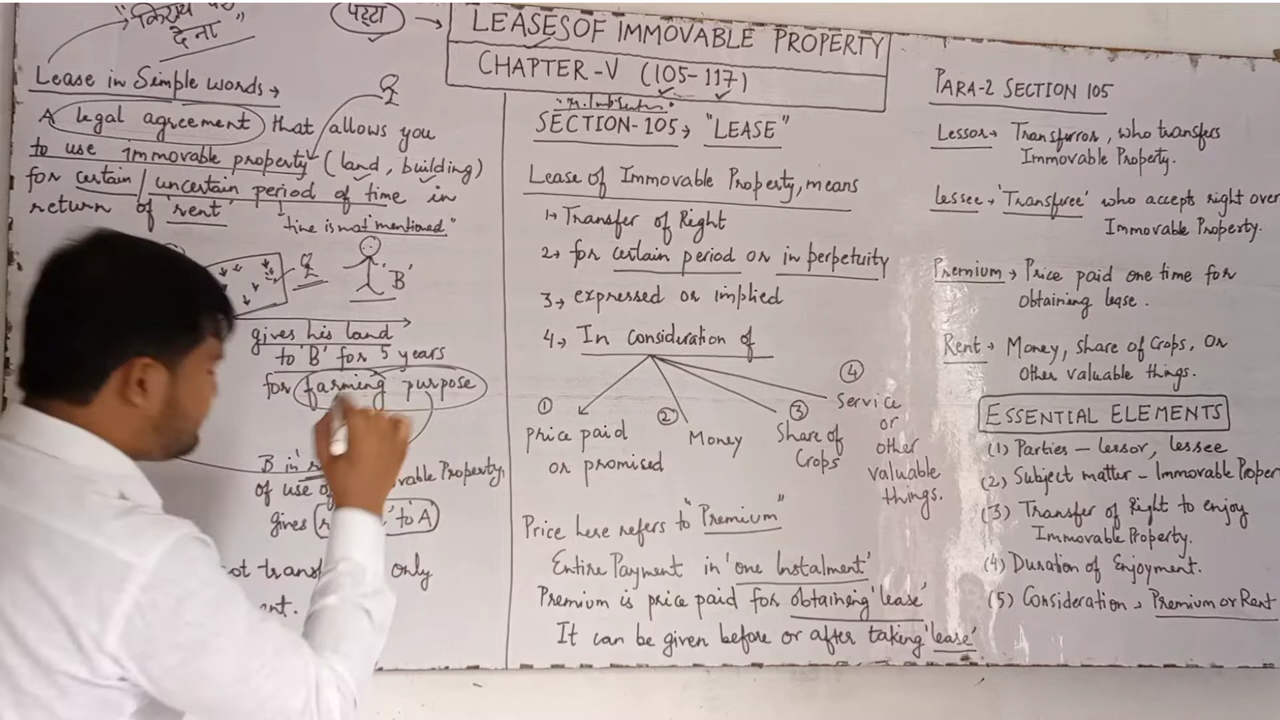 "किराये पर
देना"
पट्टा → LEASES OF IMMOVABLE PROPERTY
CHAPTER-V (105-117)
Lease in Simple words →
A legal agreement that allows you
to use immovable property (land, building)
for certain/uncertain period of time in
return of 'rent'
time is not 'mentioned"
'B'
gives his land
to 'B' for 5 years
for farming purpose
B in
of use of Property,
gives 'to A'
only
SECTION-105, "LEASE"
Lease of Immovable Property, means
1→ Transfer of Right
2→ for certain period or in perpetuity
3→ expressed or implied
4→ In consideration of
① price paid
or promised
② Money
③ Share of
Crops
④ Service
or
other
valuable
things.
Price here refers to "Premium"
Entire Payment in 'one Instalment'
Premium is price paid for obtaining 'lease'
It can be given before or after taking 'lease'
PARA-2 SECTION 105
Lessor → Transferror, who transfers
Immovable Property.
Lessee → 'Transferee' who accepts right over
Immovable Property.
Premium → Price paid one time for
obtaining lease.
Rent → Money, share of Crops, or
other valuable things.
ESSENTIAL ELEMENTS
(1) Parties – lessor, lessee
(2) Subject matter – Immovable Proper
(3) Transfer of Right to enjoy
Immovable Property.
(4) Duration of Enjoyment.
(5) Consideration → Premium or Rent